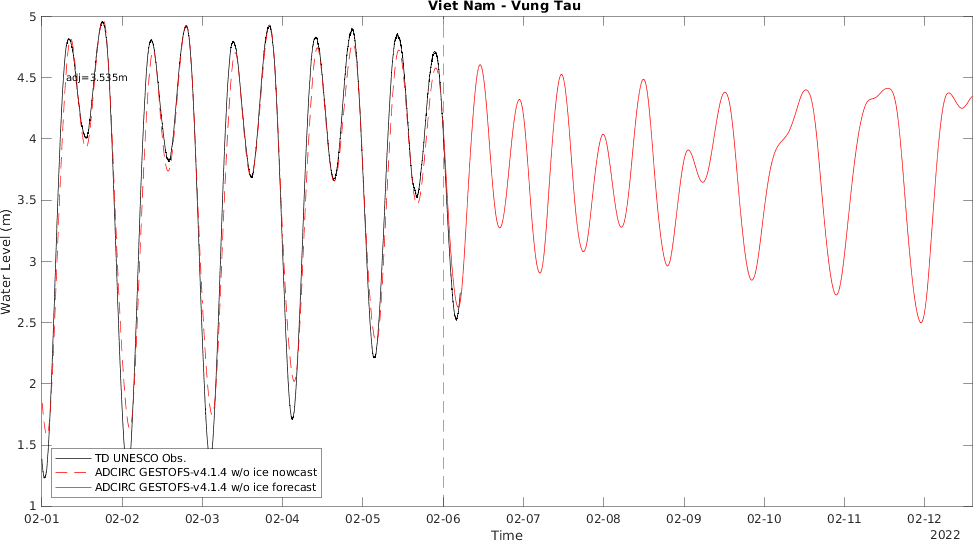 Viet Nam - Vung Tau
5
4.5
adj=3.535m
4
3.5
3
2.5
2
1.5
1
Water Level (m)
TD UNESCO Obs.
ADCIRC GESTOFS-v4.1.4 w/o ice nowcast
ADCIRC GESTOFS-v4.1.4 w/o ice forecast
02-01 02-02 02-03 02-04 02-05 02-06 02-07 02-08 02-09 02-10 02-11 02-12
Time
2022